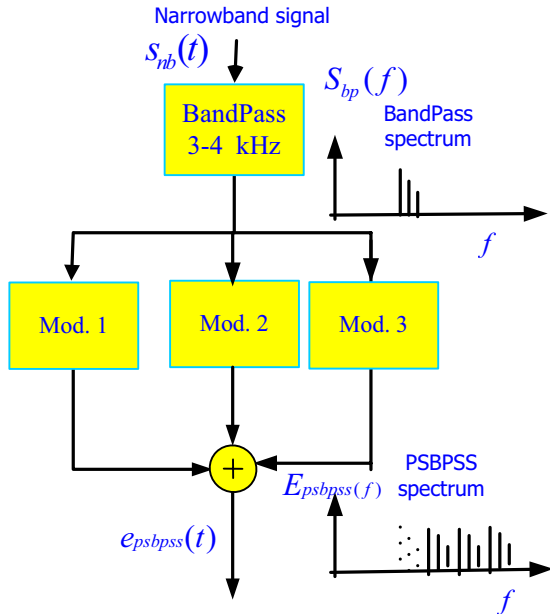 Narrowband signal
s_nb(t)
S_bp(f)
BandPass
3-4 kHz
BandPass
spectrum
f
Mod. 1
Mod. 2
Mod. 3
+
E_psbpss(f)
PSBPSS
spectrum
e_psbpss(t)
f